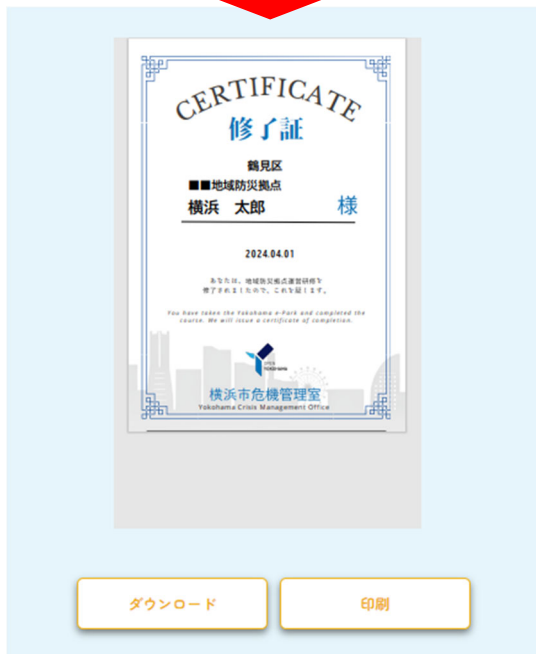 CERTIFICATE
修了証
鶴見区
■■地域防災拠点
横浜 太郎 様
2024.04.01
あなたは、地域防災拠点運営研修を
修了されましたので、これを証します。
You have taken the Yokohama e-Park and completed the
course. We will issue a certificate of completion.
OPEN
YOKOHAMA
横浜市危機管理室
Yokohama Crisis Management Office
ダウンロード
印刷